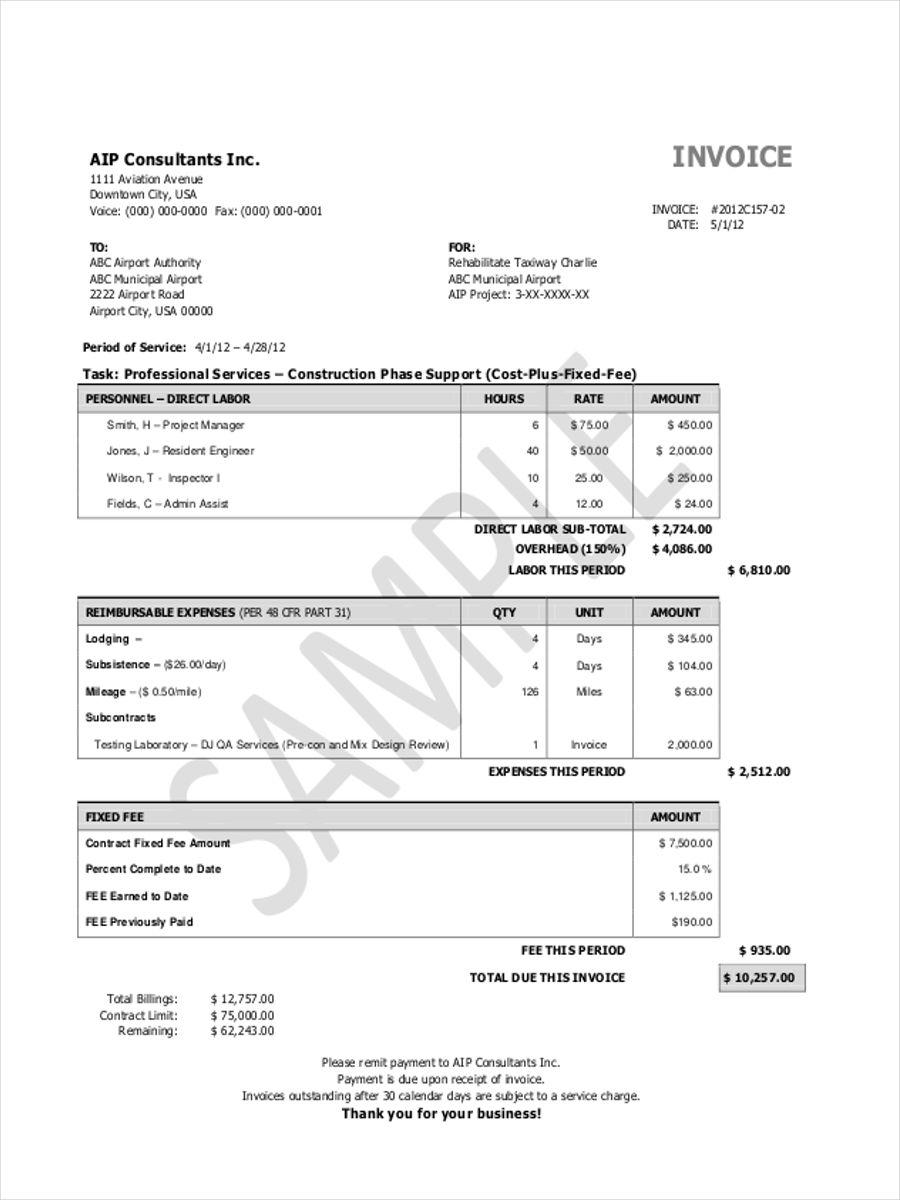 AIP Consultants Inc.
INVOICE
1111 Aviation Avenue
Downtown City, USA
Voice: (000) 000-0000 Fax: (000) 000-0001
INVOICE: #2012C157-02
DATE: 5/1/12
TO:
ABC Airport Authority
ABC Municipal Airport
2222 Airport Road
Airport City, USA 00000
FOR:
Rehabilitate Taxiway Charlie
ABC Municipal Airport
AIP Project: 3-XX-XXXX-XX
Period of Service: 4/1/12 – 4/28/12
Task: Professional Services – Construction Phase Support (Cost-Plus-Fixed-Fee)
PERSONNEL – DIRECT LABOR HOURS RATE AMOUNT
Smith, H – Project Manager 6 $ 75.00 $ 450.00
Jones, J – Resident Engineer 40 $ 50.00 $ 2,000.00
Wilson, T - Inspector I 10 25.00 $ 250.00
Fields, C – Admin Assist 4 12.00 $ 24.00
DIRECT LABOR SUB-TOTAL $ 2,724.00
OVERHEAD (150%) $ 4,086.00
LABOR THIS PERIOD $ 6,810.00
REIMBURSABLE EXPENSES (PER 48 CFR PART 31) QTY UNIT AMOUNT
Lodging – 4 Days $ 345.00
Subsistence – ($26.00/day) 4 Days $ 104.00
Mileage – ($ 0.50/mile) 126 Miles $ 63.00
Subcontracts
Testing Laboratory – DJ QA Services (Pre-con and Mix Design Review) 1 Invoice 2,000.00
EXPENSES THIS PERIOD $ 2,512.00
FIXED FEE AMOUNT
Contract Fixed Fee Amount $ 7,500.00
Percent Complete to Date 15.0 %
FEE Earned to Date $ 1,125.00
FEE Previously Paid $190.00
FEE THIS PERIOD $ 935.00
TOTAL DUE THIS INVOICE $ 10,257.00
Total Billings: $ 12,757.00
Contract Limit: $ 75,000.00
Remaining: $ 62,243.00
Please remit payment to AIP Consultants Inc.
Payment is due upon receipt of invoice.
Invoices outstanding after 30 calendar days are subject to a service charge.
Thank you for your business!
SAMPLE